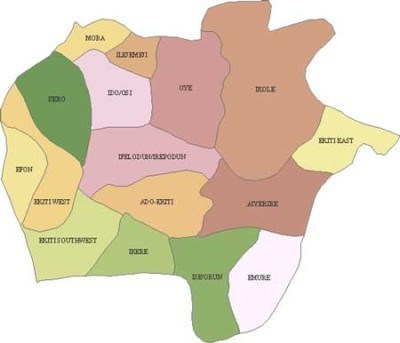 MOBA
ILEJEMEJI
OYE
IKOLE
IJERO
IDO/OSI
EKITI EAST
IFELODUN/IREPODUN
EFON
EKITI WEST
ADO-EKITI
AIYEKIRE
EKITI SOUTHWEST
IKERE
ISE/ORUN
EMURE